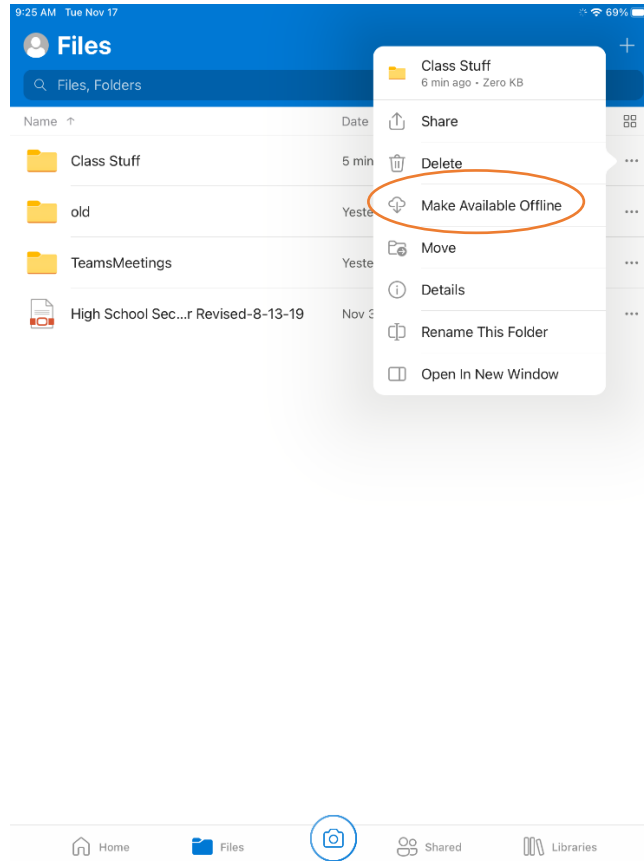 9:25 AM Tue Nov 17 69%
Files
Files, Folders
Name Date
Class Stuff 5 min
old Yeste
TeamsMeetings Yeste
High School Sec...r Revised-8-13-19 Nov 3
Class Stuff
6 min ago • Zero KB
Share
Delete
Make Available Offline
Move
Details
Rename This Folder
Open In New Window
Home Files Shared Libraries